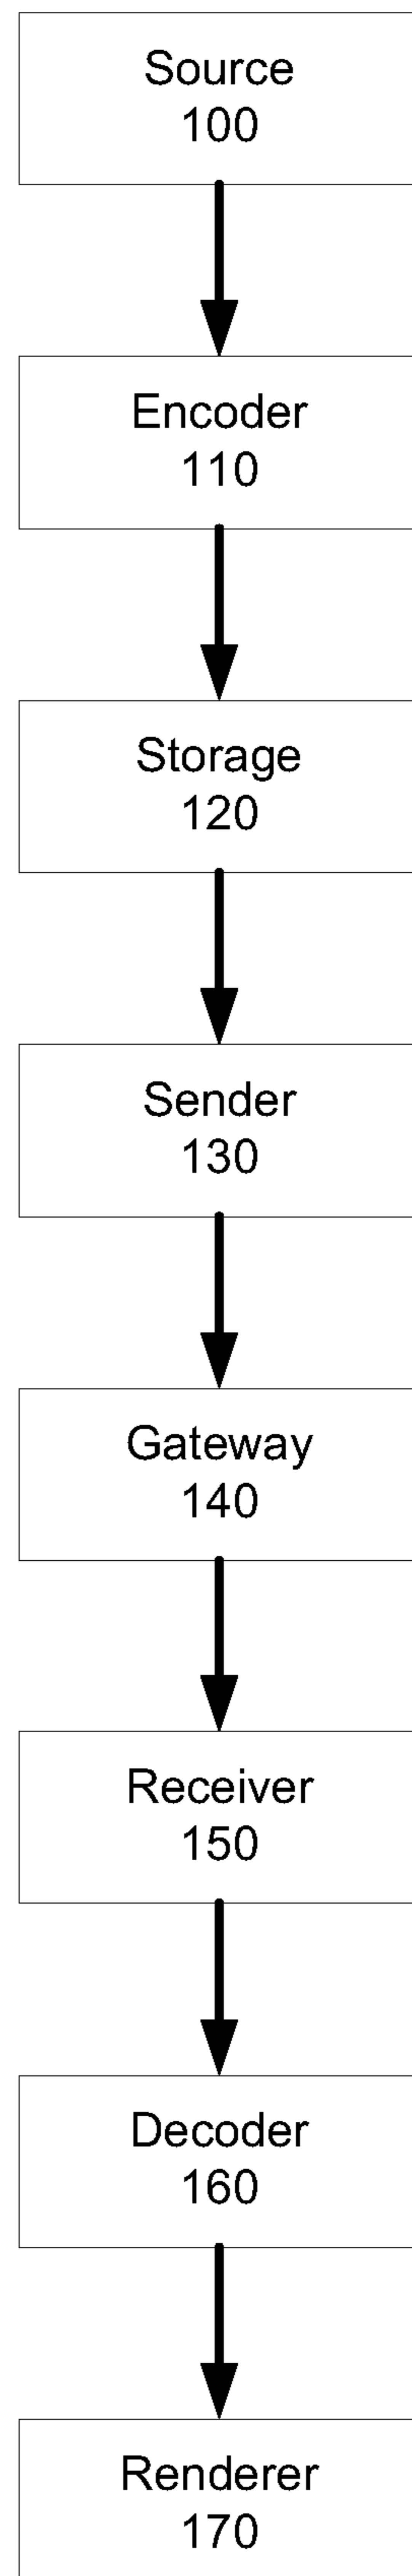 Source
100
Encoder
110
Storage
120
Sender
130
Gateway
140
Receiver
150
Decoder
160
Renderer
170